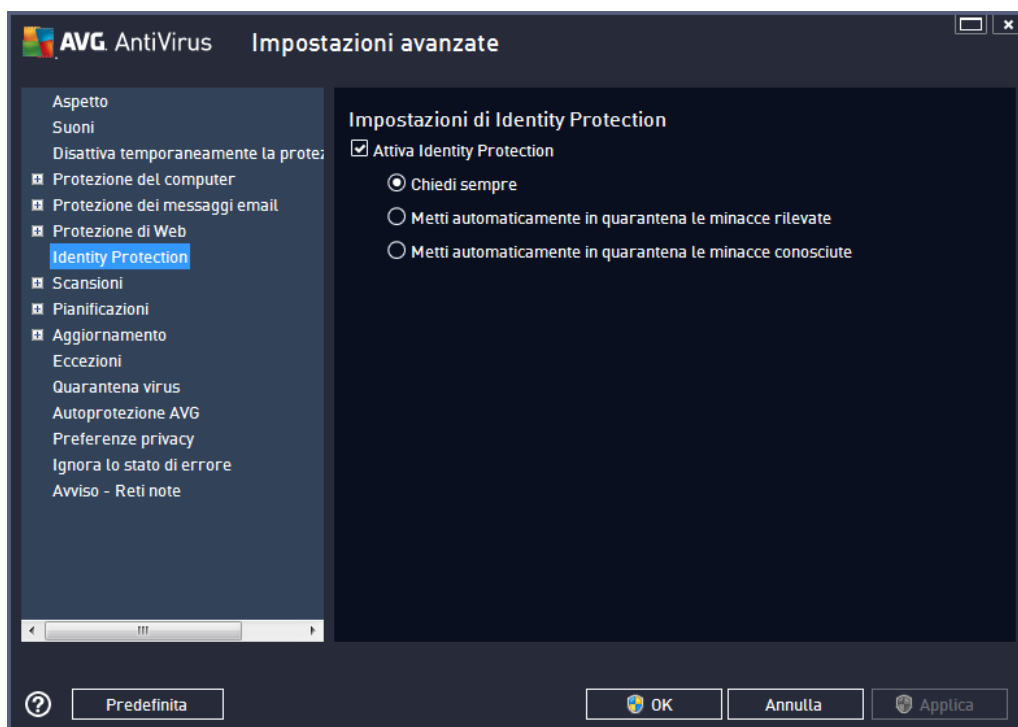 AVG. AntiVirus Impostazioni avanzate
Aspetto
Suoni
Disattiva temporaneamente la protez
Protezione del computer
Protezione dei messaggi email
Protezione di Web
Identity Protection
Scansioni
Pianificazioni
Aggiornamento
Eccezioni
Quarantena virus
Autoprotezione AVG
Preferenze privacy
Ignora lo stato di errore
Avviso - Reti note
Impostazioni di Identity Protection
Attiva Identity Protection
Chiedi sempre
Metti automaticamente in quarantena le minacce rilevate
Metti automaticamente in quarantena le minacce conosciute
? Predefinita OK Annulla Applica